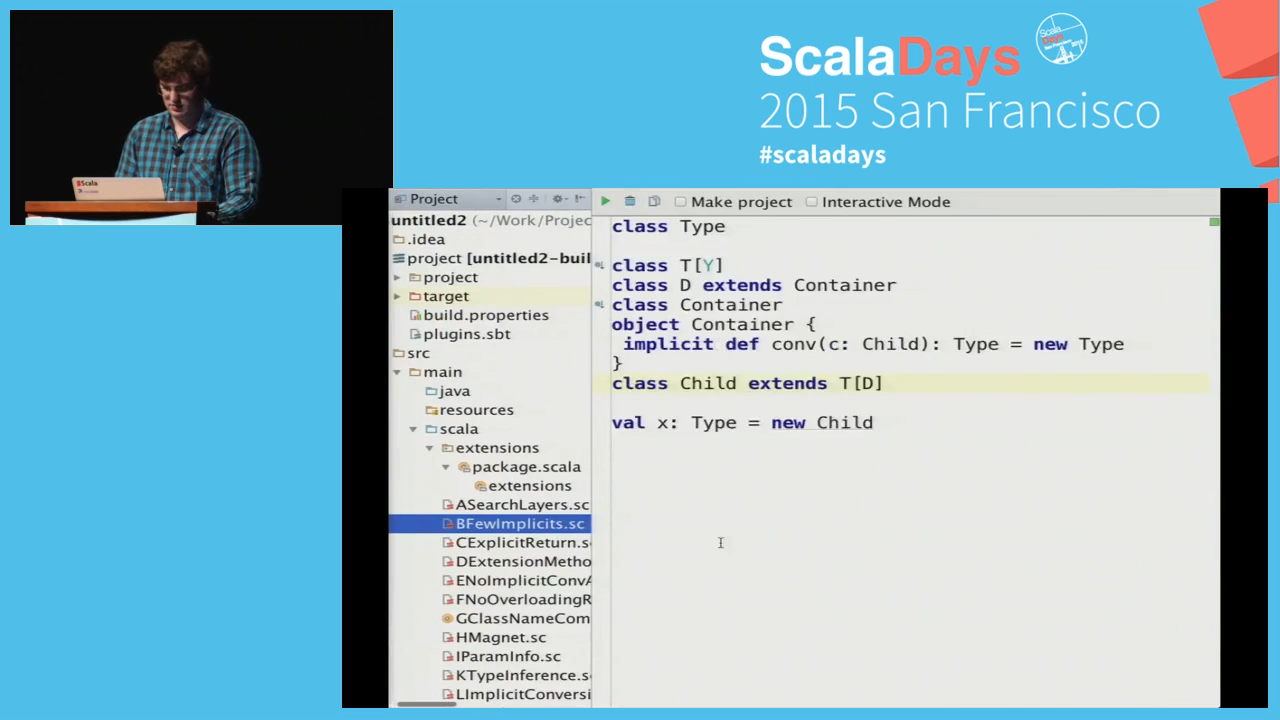 ScalaDays
2015 San Francisco
#scaladays
Scala
Project
Make project
Interactive Mode
untitled2 (~/Work/Projec
.idea
project [untitled2-buil
project
target
build.properties
plugins.sbt
src
main
java
resources
scala
extensions
package.scala
extensions
ASearchLayers.sc
BFewImplicits.sc
CExplicitReturn.s
DExtensionMetho
ENoImplicitConvA
FNoOverloadingR
GClassNameCom
HMagnet.sc
IParamInfo.sc
KTypeInference.s
LImplicitConversi
class Type
class T[Y]
class D extends Container
class Container
object Container {
implicit def conv(c: Child): Type = new Type
}
class Child extends T[D]
val x: Type = new Child